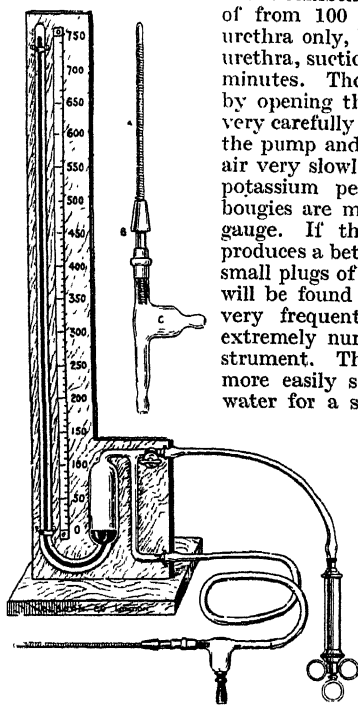 of from 100
urethra only,
urethra, suctio
minutes. The
by opening th
very carefully
the pump and
air very slowl
potassium pe
bougies are m
gauge. If th
produces a bet
small plugs of
will be found
very frequent
extremely nun
strument. Th
more easily s
water for a s
750
700
650
600
550
500
450
400
350
300
250
200
150
100
50
0
A
B
C